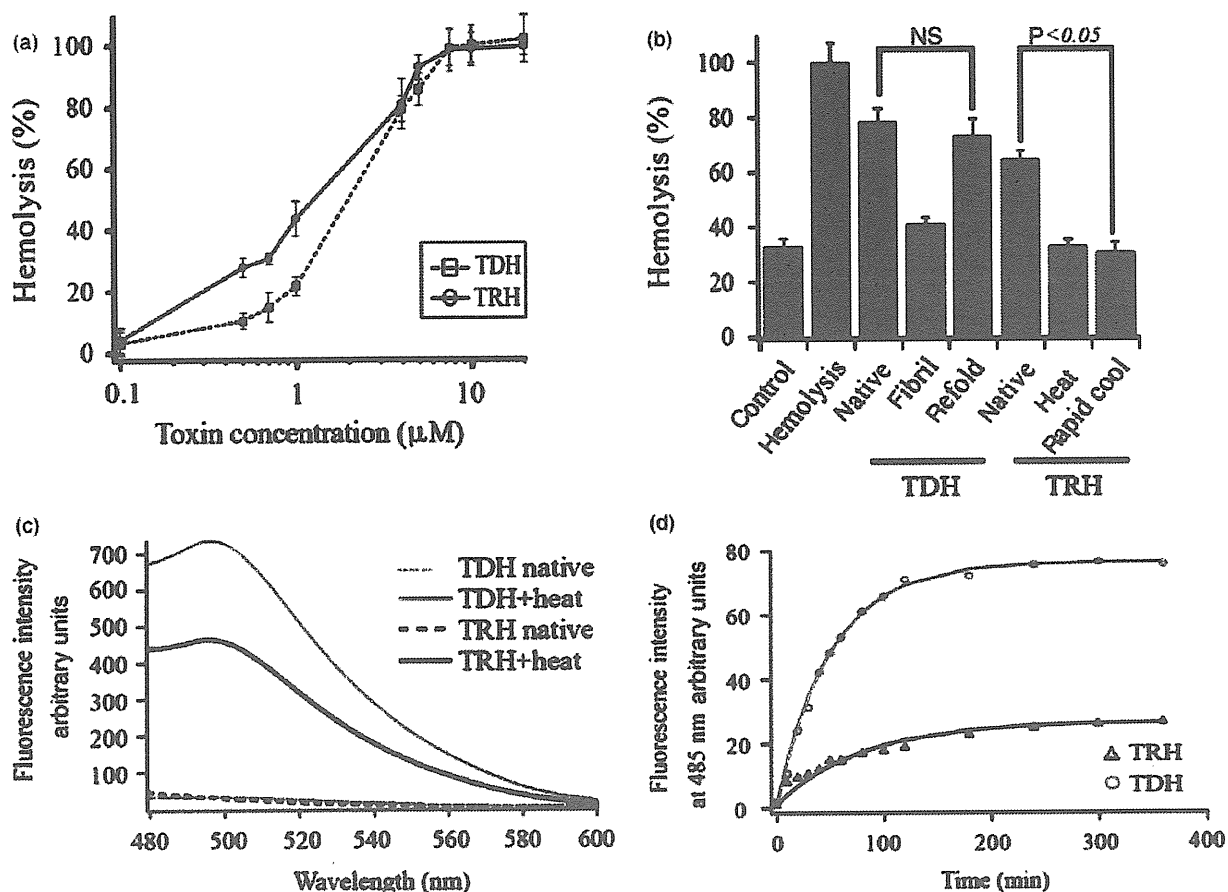 (a)
Hemolysis (%)
100
80
60
40
20
0
0.1
1
10
Toxin concentration (μM)
TDH
TRH
(b)
Hemolysis (%)
100
80
60
40
20
0
NS
P<0.05
Control
Hemolysis
Native
Fibril
Refold
Native
Heat
Rapid cool
TDH
TRH
(c)
Fluorescence intensity
arbitrary units
700
600
500
400
300
200
100
480
500
520
540
560
580
600
Wavelength (nm)
TDH native
TDH+heat
TRH native
TRH+heat
(d)
Fluorescence intensity
at 485 nm arbitrary units
80
60
40
20
0
0
100
200
300
400
Time (min)
TRH
TDH